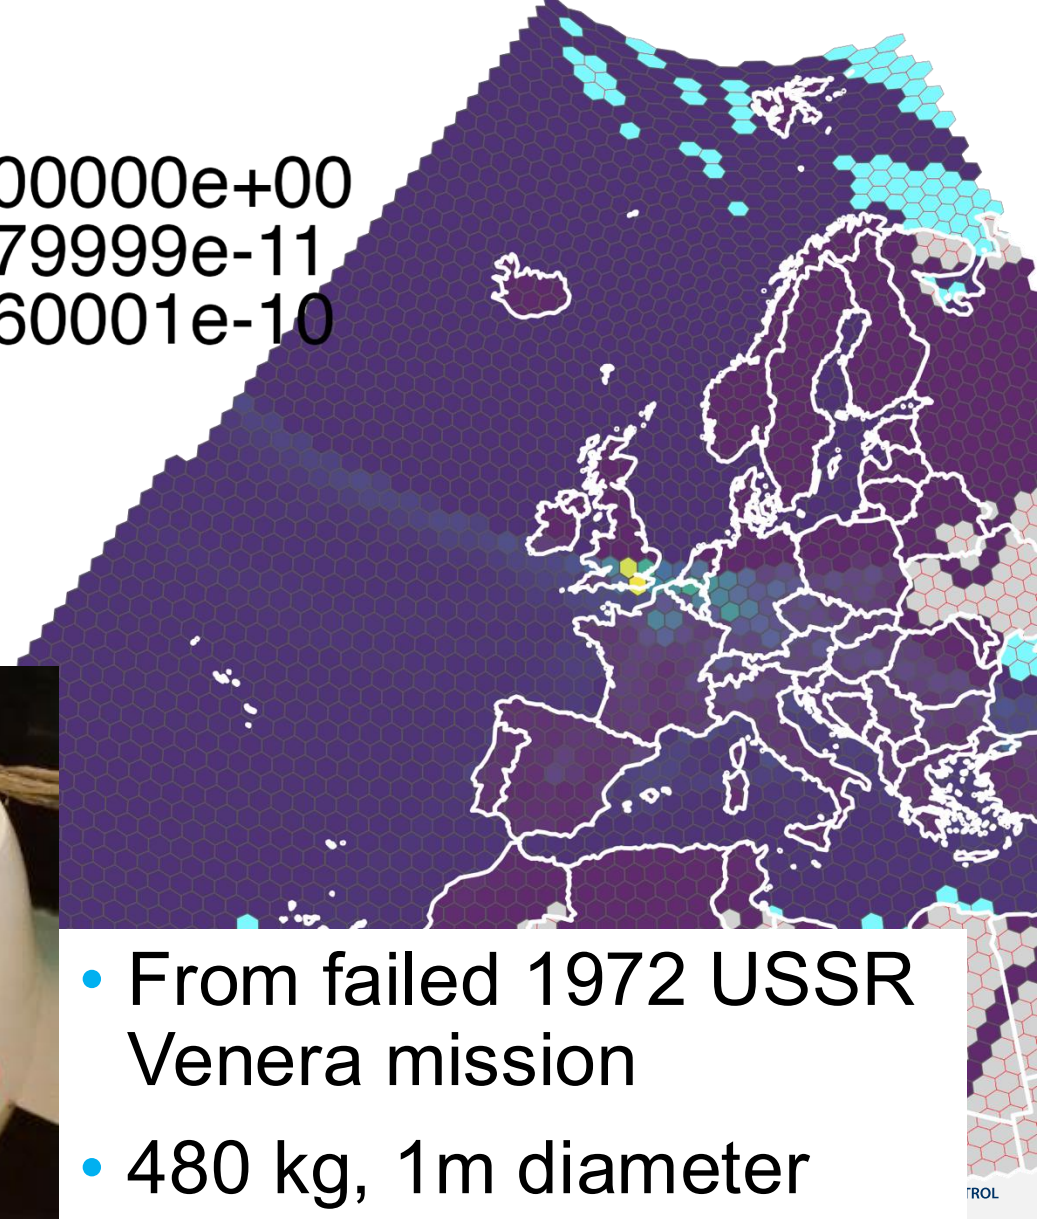 00000e+00
79999e-11
60001e-10
• From failed 1972 USSR
Venera mission
• 480 kg, 1m diameter
TROL